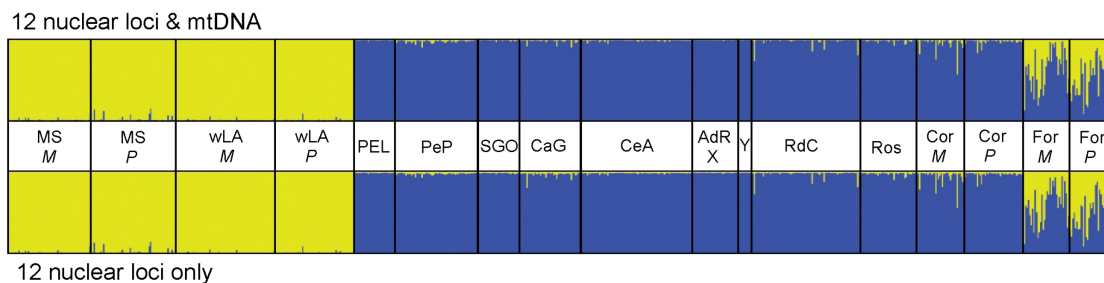 12 nuclear loci & mtDNA
MS MS wLA wLA PEL PeP SGO CaG CeA AdR Y RdC Ros Cor Cor For For
M P M P X M P M P
12 nuclear loci only